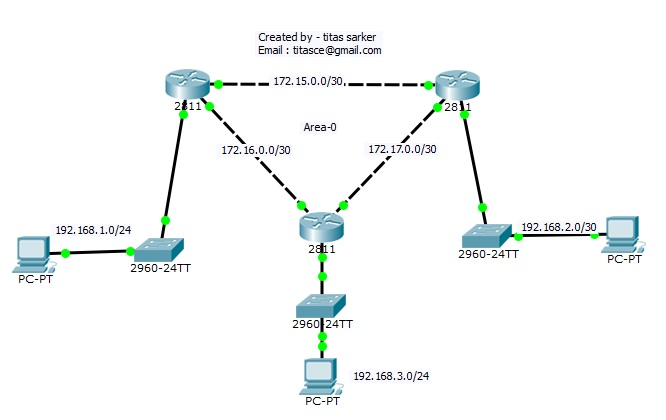 Created by - titas sarker
Email : titasce@gmail.com
172.15.0.0/30
2811
2811
Area-0
172.16.0.0/30
172.17.0.0/30
192.168.1.0/24
192.168.2.0/30
2811
2960-24TT
2960-24TT
PC-PT
PC-PT
2960-24TT
192.168.3.0/24
PC-PT